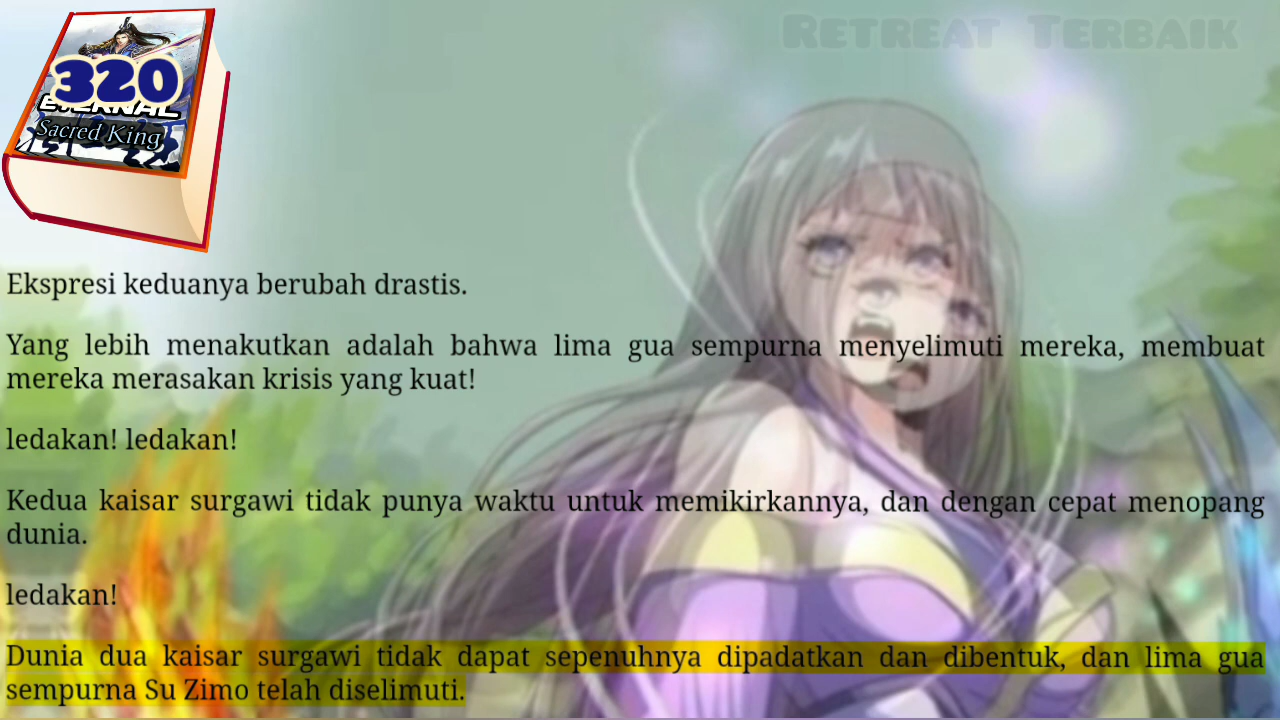 Retreat Terbaik
320
ETERNAL
Sacred King
Ekspresi keduanya berubah drastis.
Yang lebih menakutkan adalah bahwa lima gua sempurna menyelimuti mereka, membuat
mereka merasakan krisis yang kuat!
ledakan! ledakan!
Kedua kaisar surgawi tidak punya waktu untuk memikirkannya, dan dengan cepat menopang
dunia.
ledakan!
Dunia dua kaisar surgawi tidak dapat sepenuhnya dipadatkan dan dibentuk, dan lima gua
sempurna Su Zimo telah diselimuti.